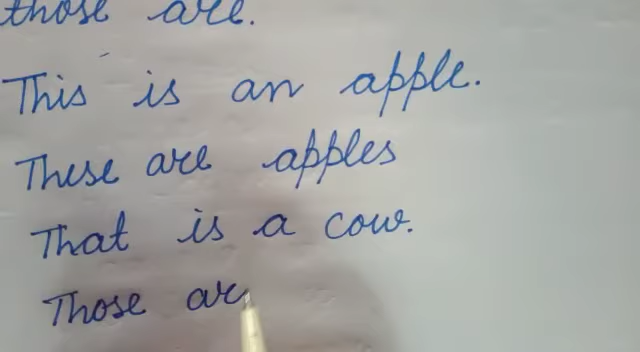 those are.
This is an apple.
These are apples
That is a cow.
Those ar